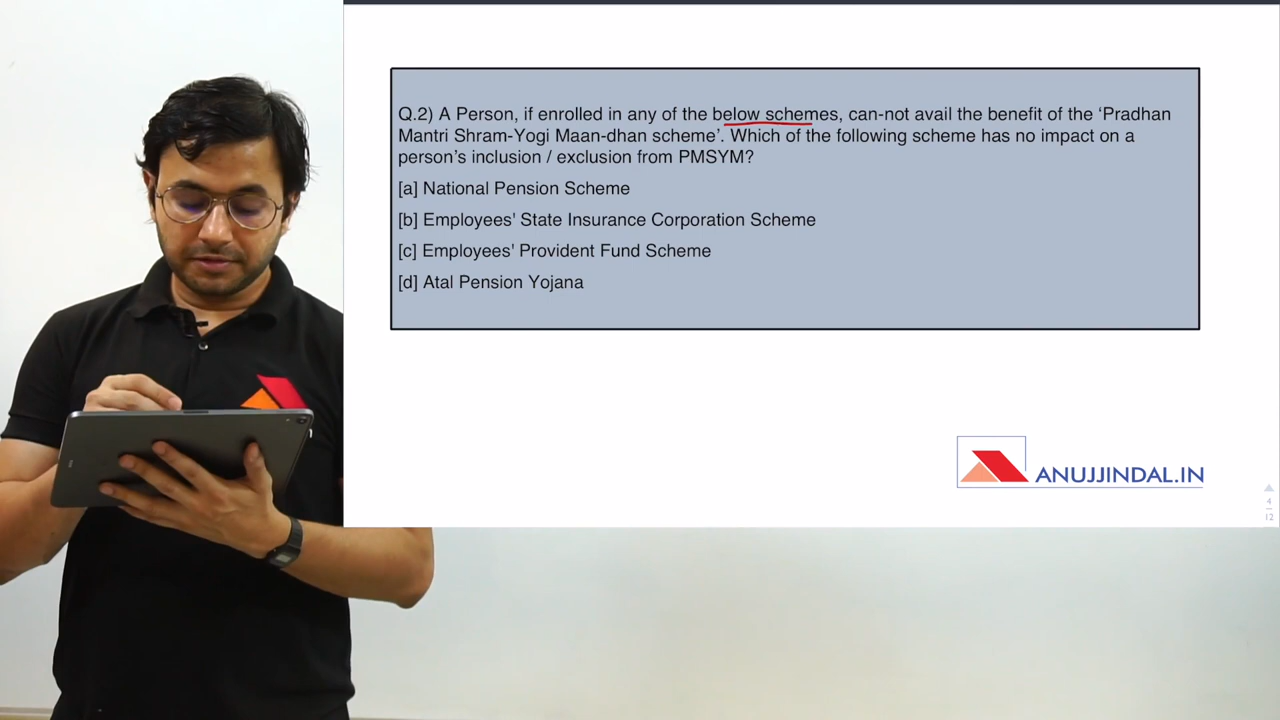 Q.2) A Person, if enrolled in any of the below schemes, can-not avail the benefit of the ‘Pradhan
Mantri Shram-Yogi Maan-dhan scheme’. Which of the following scheme has no impact on a
person’s inclusion / exclusion from PMSYM?
[a] National Pension Scheme
[b] Employees' State Insurance Corporation Scheme
[c] Employees' Provident Fund Scheme
[d] Atal Pension Yojana
ANUJJINDAL.IN
4
12